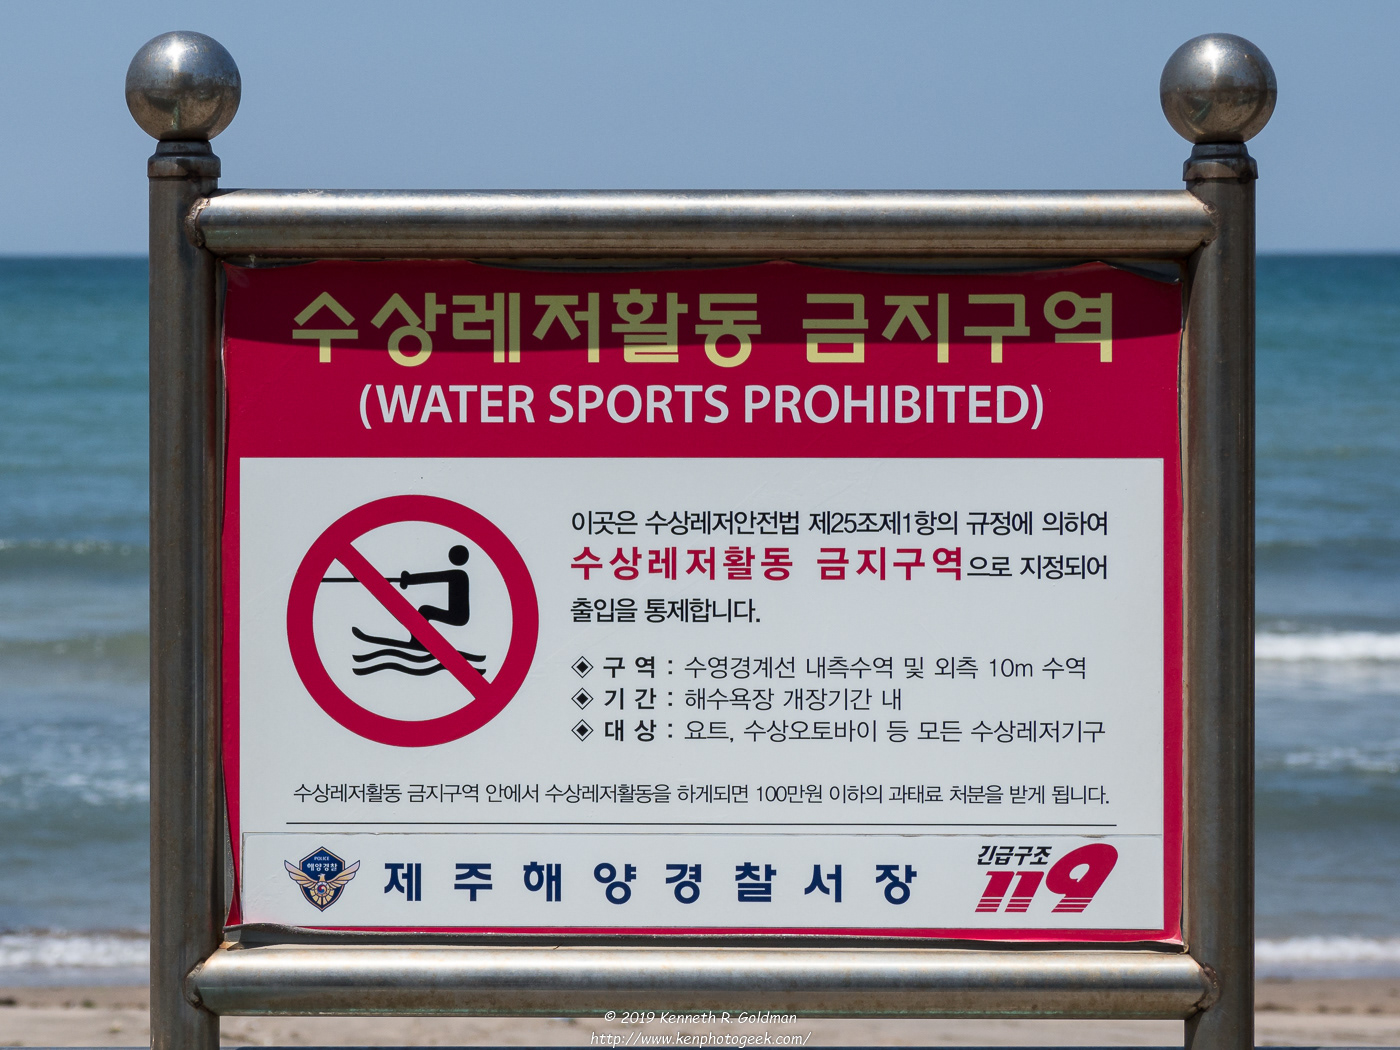 수상레저활동 금지구역
(WATER SPORTS PROHIBITED)
이곳은 수상레저안전법 제25조제1항의 규정에 의하여
수상레저활동 금지구역으로 지정되어
출입을 통제합니다.
◈ 구 역 : 수영경계선 내측수역 및 외측 10m 수역
◈ 기 간 : 해수욕장 개장기간 내
◈ 대 상 : 요트, 수상오토바이 등 모든 수상레저기구
수상레저활동 금지구역 안에서 수상레저활동을 하게되면 100만원 이하의 과태료 처분을 받게 됩니다.
POLICE
해양경찰
제주해양경찰서장
긴급구조
119
© 2019 Kenneth R. Goldman
http://www.kenphotogeek.com/